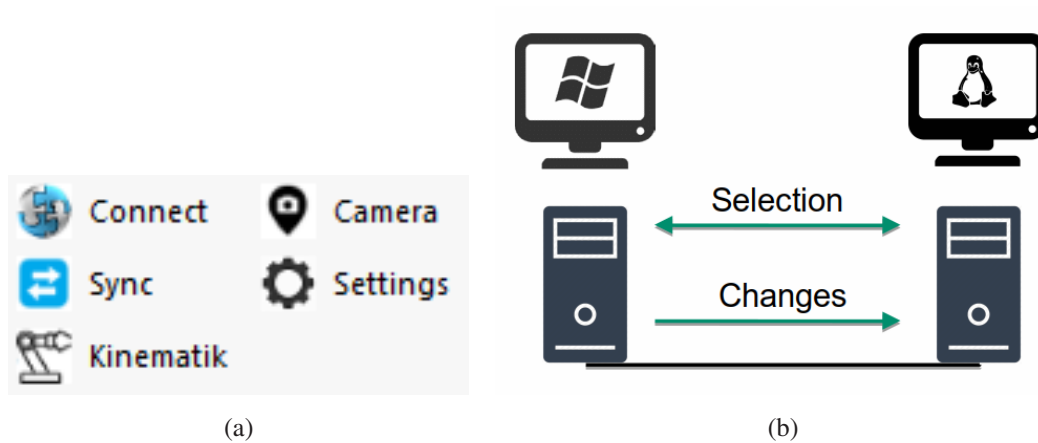 Connect
Camera
Sync
Settings
Kinematik
Selection
Changes
(a)
(b)